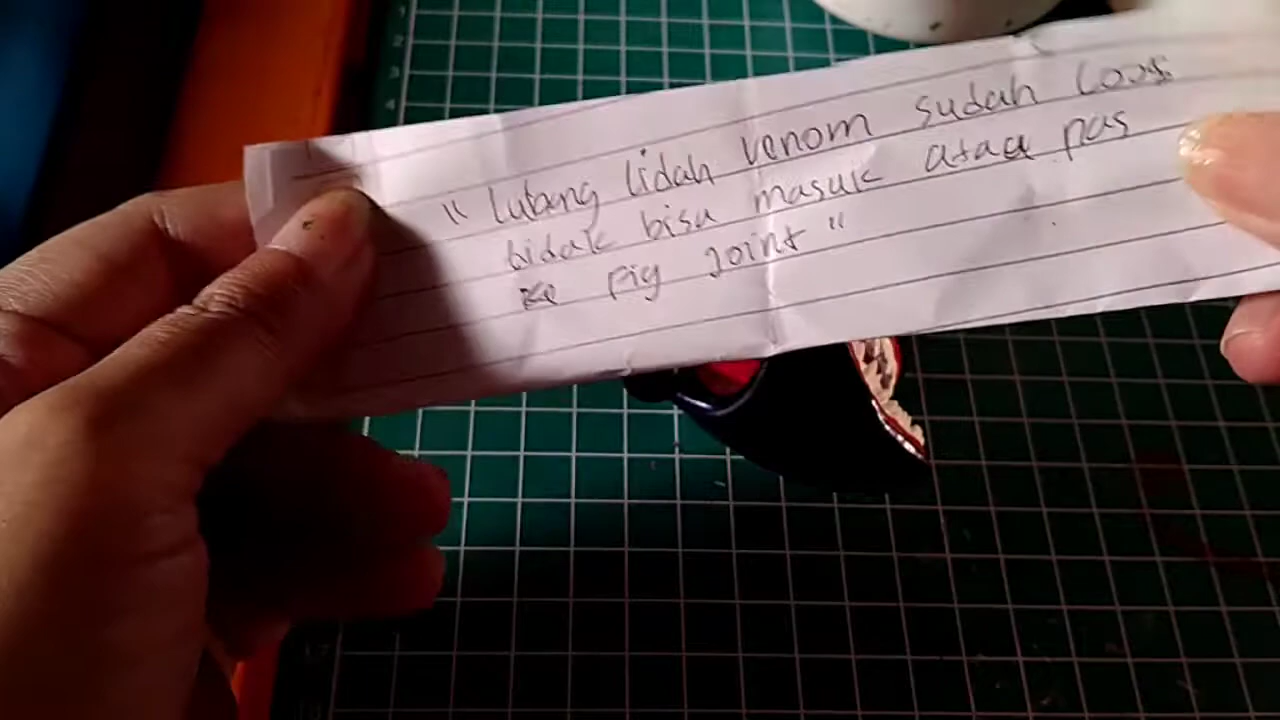 “ lubang lidah venom sudah Loos
tidak bisa masuk atau pas
ke Pig Joint “